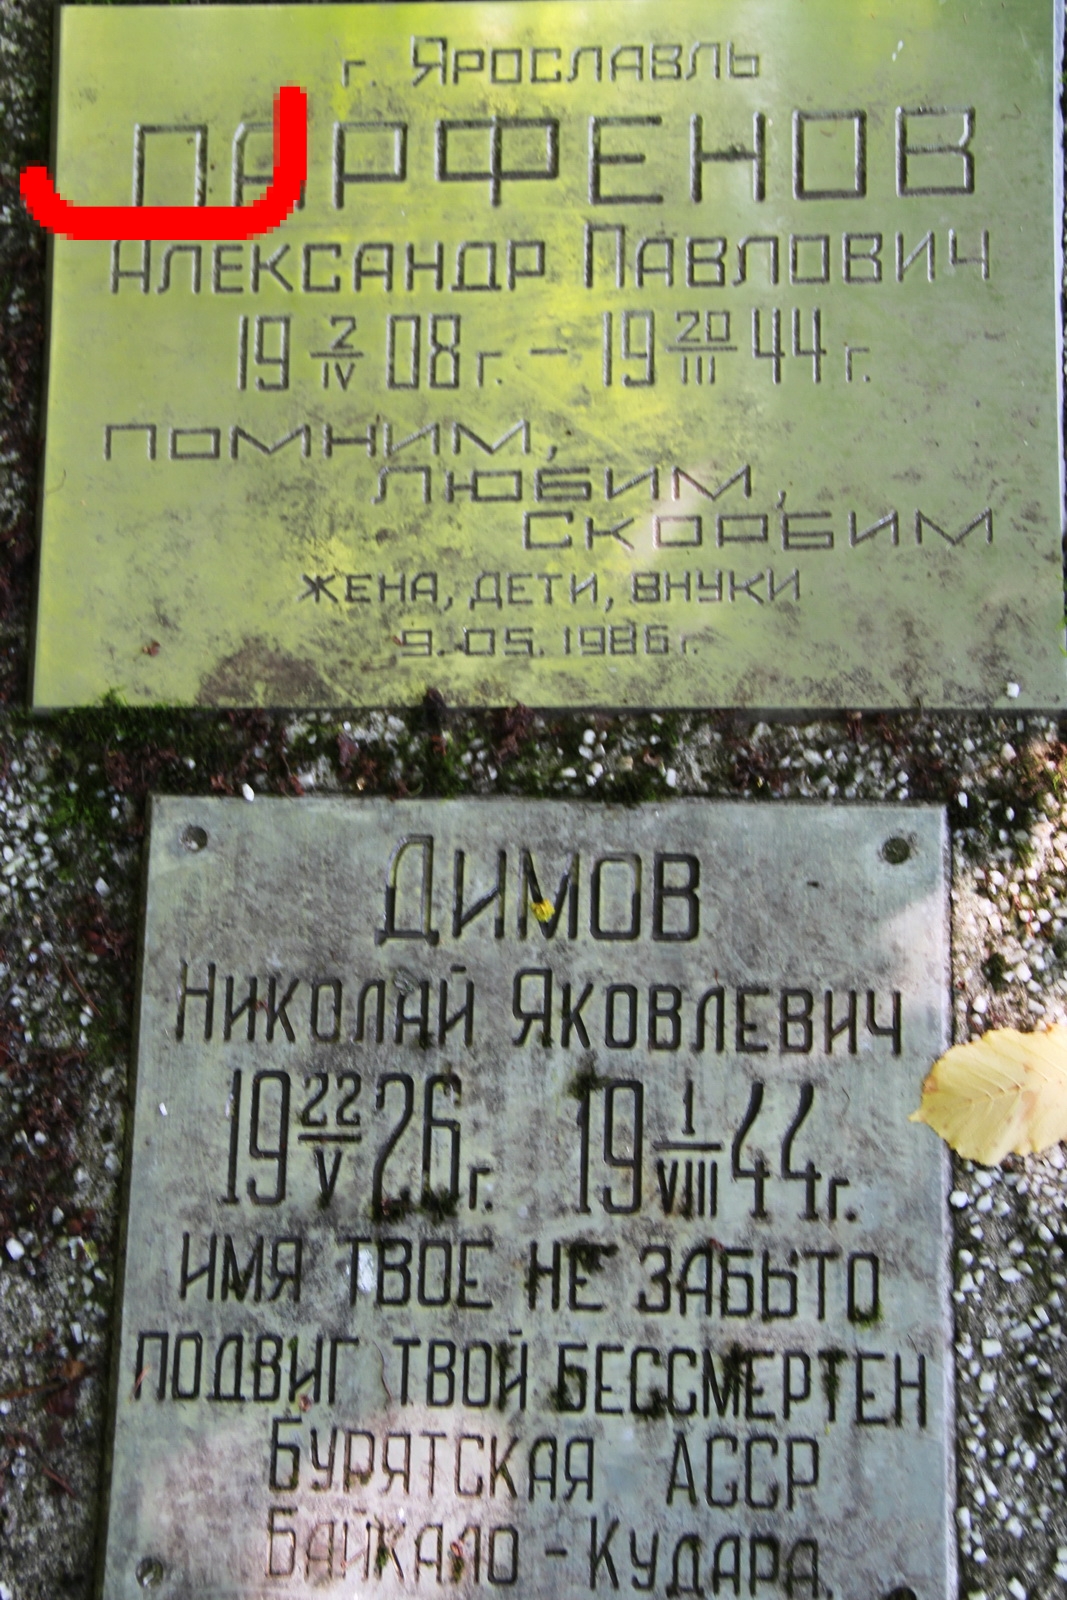 г. Ярославль
ПАРФЕНОВ
Александр Павлович
19 2/IV 08 г. – 19 20/III 44 г.
помним,
любим,
скорбим
жена, дети, внуки
9.05.1986 г.
Димов
Николай Яковлевич
19 22/V 26 г. 19 1/VIII 44 г.
ИМЯ ТВОЕ НЕ ЗАБЫТО
ПОДВИГ ТВОЙ БЕССМЕРТЕН
Бурятская АССР
Байкало - Кудара.